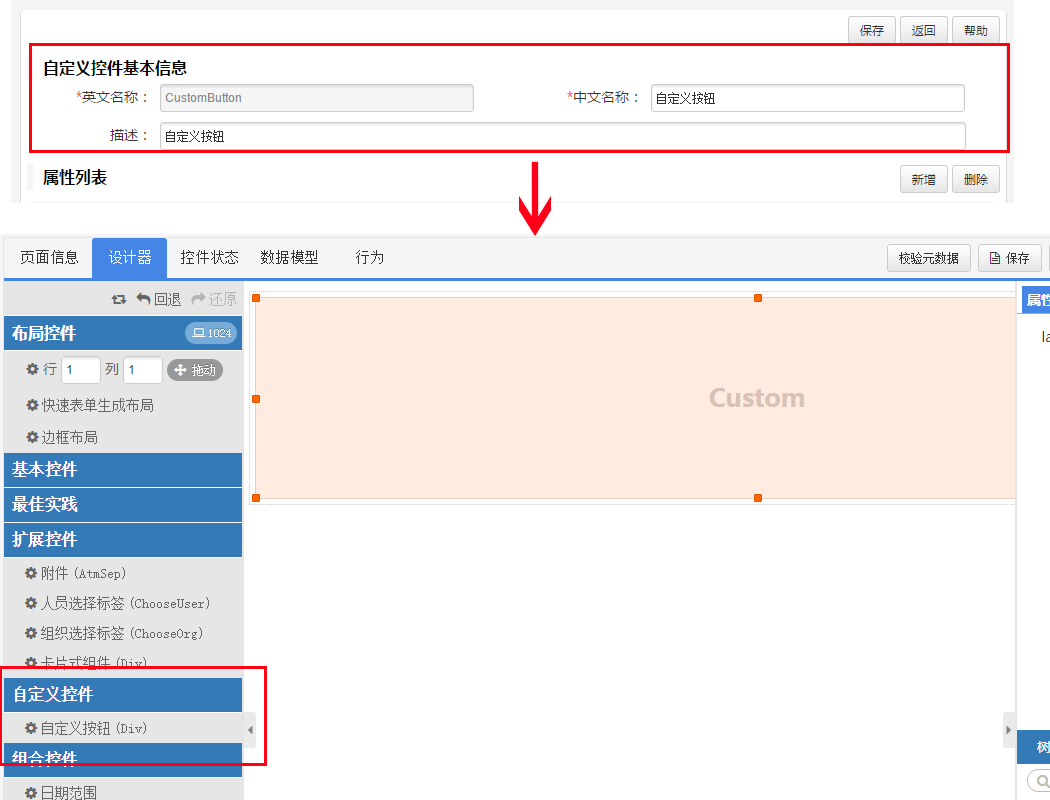 保存 返回 帮助
自定义控件基本信息
*英文名称： CustomButton *中文名称： 自定义按钮
描述： 自定义按钮
属性列表 新增 删除
页面信息 设计器 控件状态 数据模型 行为 校验元数据 保存
回退 还原
属性
布局控件 1024
la
行 1 列 1 拖动
Custom
快速表单生成布局
边框布局
基本控件
最佳实践
扩展控件
附件(AtmSep)
人员选择标签(ChooseUser)
组织选择标签(ChooseOrg)
卡片式组件(Div)
自定义控件
自定义按钮(Div)
树
组合控件
日期范围